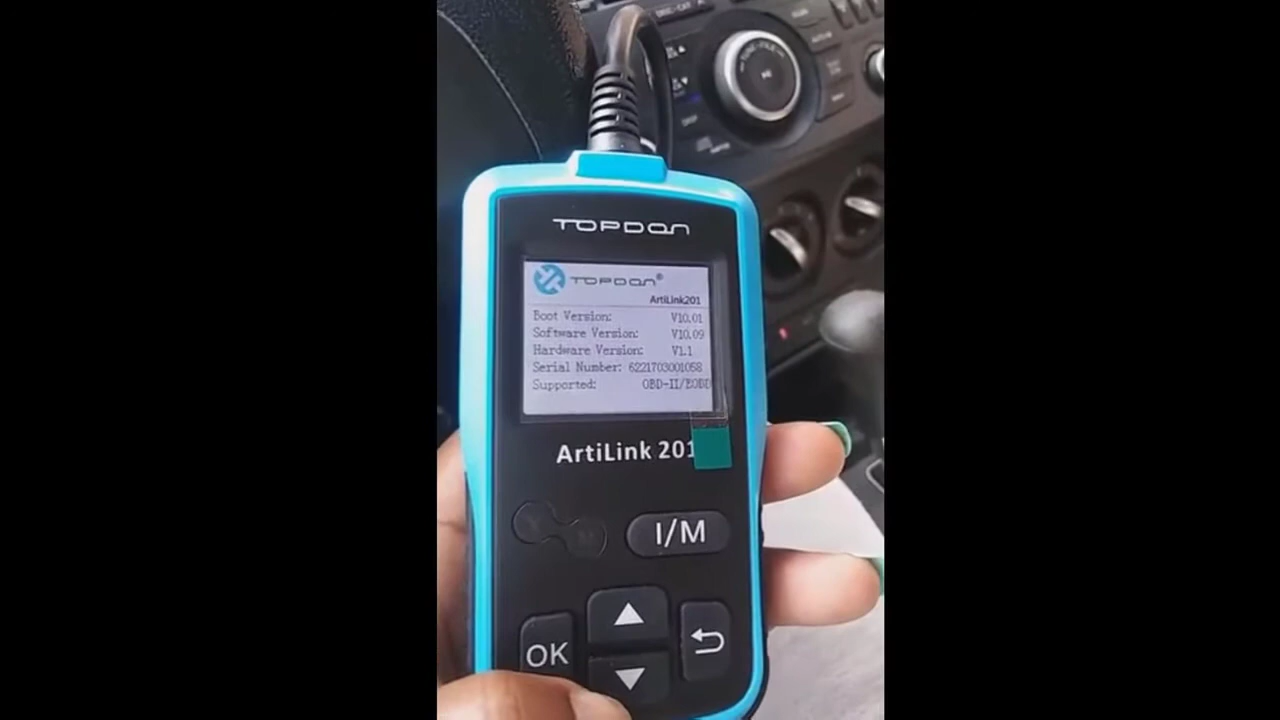 TOPDON
TOPDON®
ArtiLink201
Boot Version: V10.01
Software Version: V10.09
Hardware Version: V1.1
Serial Number: 6221703001058
Supported: OBD-II/EOBD
ArtiLink 201
I/M
OK